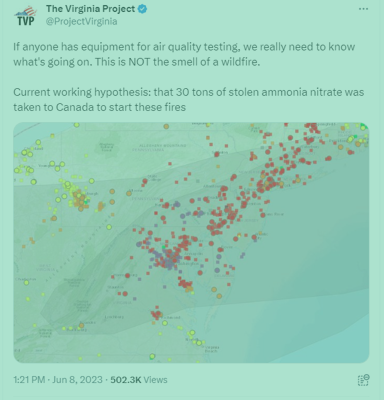 The Virginia Project
@ProjectVirginia
TVP
If anyone has equipment for air quality testing, we really need to know
what's going on. This is NOT the smell of a wildfire.
Current working hypothesis: that 30 tons of stolen ammonia nitrate was
taken to Canada to start these fires
1:21 PM · Jun 8, 2023 · 502.3K Views